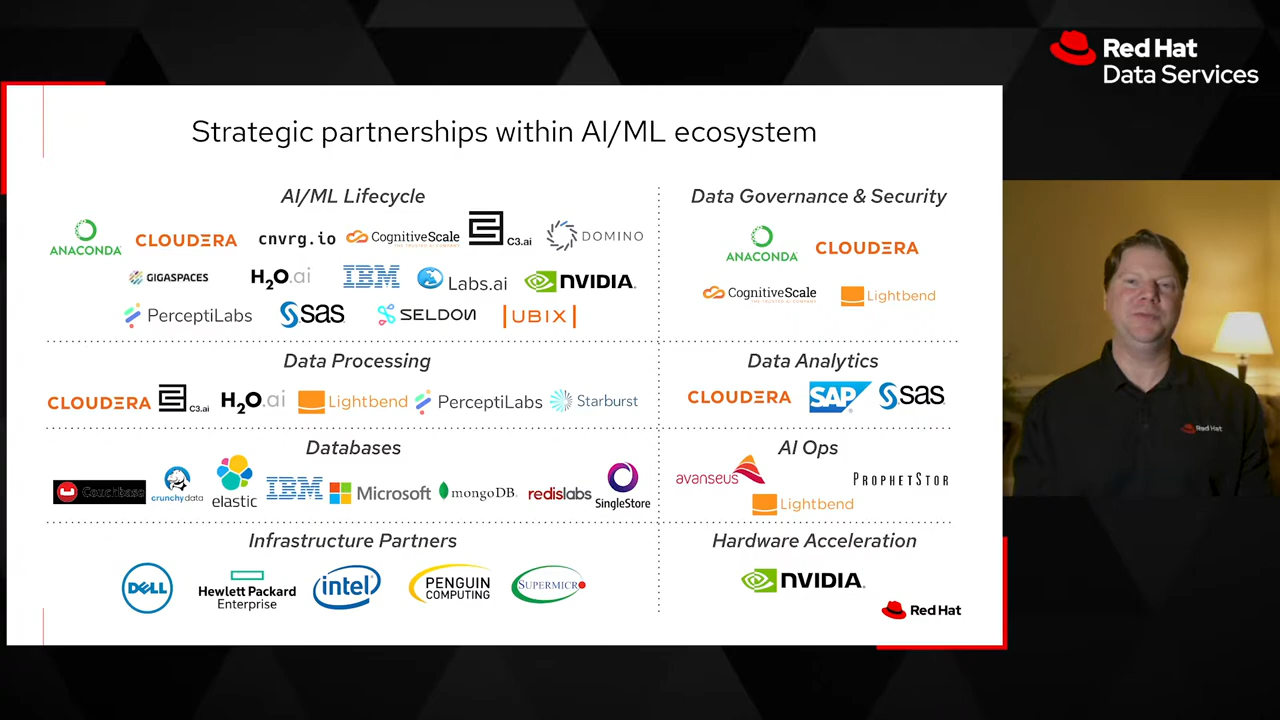 Red Hat
Data Services
Strategic partnerships within AI/ML ecosystem
AI/ML Lifecycle
ANACONDA
CLOUDERA
cnvrg.io
CognitiveScale
C3.ai
DOMINO
GIGASPACES
H2O.ai
IBM
Labs.ai
NVIDIA.
PerceptiLabs
sas
SELDON
|UBIX|
Data Governance & Security
ANACONDA
CLOUDERA
CognitiveScale
Lightbend
Data Processing
CLOUDERA
C3.ai
H2O.ai
Lightbend
PerceptiLabs
Starburst
Data Analytics
CLOUDERA
SAP
sas
Databases
Couchbase
crunchydata
elastic
IBM
Microsoft
mongoDB.
redislabs
SingleStore
AI Ops
avanseus
PROPHETSTOR
Lightbend
Infrastructure Partners
DELL
Hewlett Packard
Enterprise
intel
PENGUIN
COMPUTING
SUPERMICRO
Hardware Acceleration
NVIDIA.
Red Hat
Red Hat